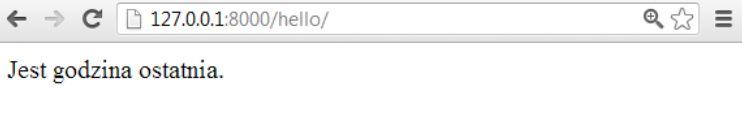 127.0.0.1:8000/hello/
Jest godzina ostatnia.